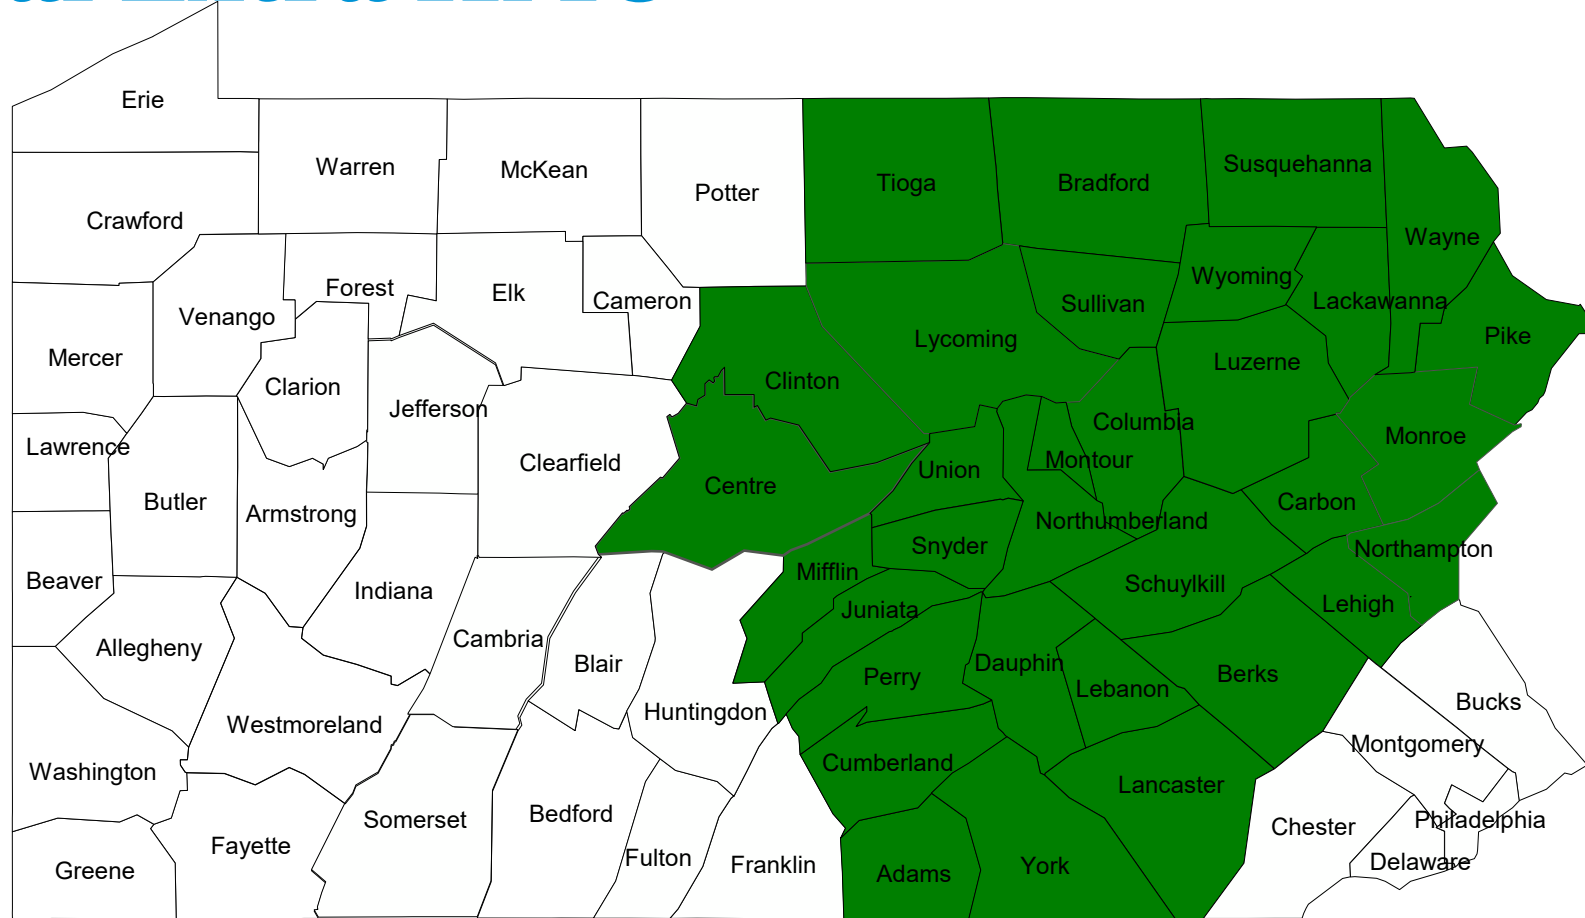 Erie
Warren
McKean
Potter
Tioga
Bradford
Susquehanna
Crawford
Wayne
Forest
Elk
Cameron
Wyoming
Lackawanna
Sullivan
Venango
Lycoming
Pike
Mercer
Luzerne
Clinton
Clarion
Jefferson
Columbia
Monroe
Lawrence
Clearfield
Montour
Union
Centre
Butler
Carbon
Armstrong
Northumberland
Snyder
Northampton
Beaver
Mifflin
Schuylkill
Indiana
Lehigh
Juniata
Cambria
Allegheny
Blair
Dauphin
Perry
Berks
Lebanon
Bucks
Huntingdon
Westmoreland
Montgomery
Washington
Cumberland
Lancaster
Bedford
Somerset
Philadelphia
Chester
Fayette
Fulton
Franklin
Delaware
York
Adams
Greene